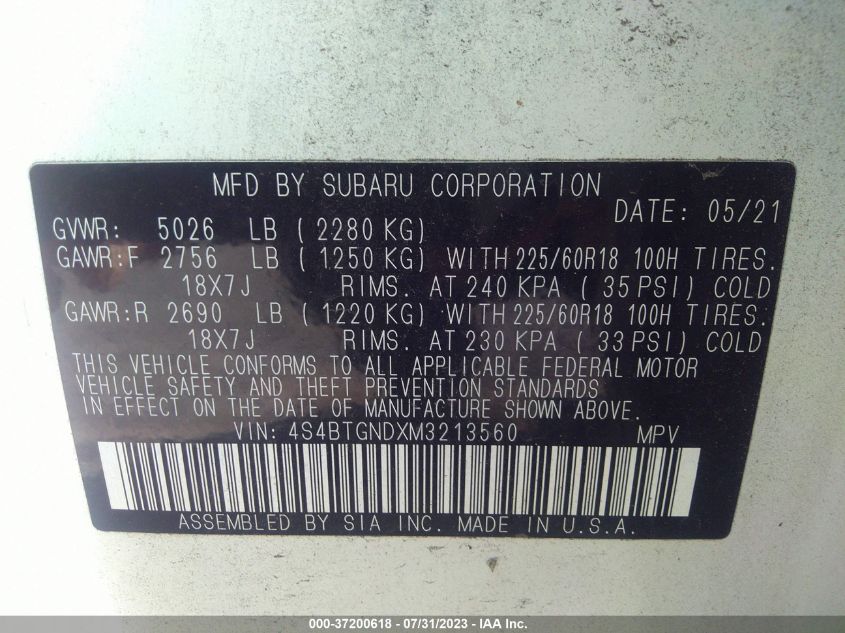 MFD BY SUBARU CORPORATION
DATE: 05/21
GVWR: 5026 LB ( 2280 KG)
GAWR:F 2756 LB ( 1250 KG) WITH 225/60R18 100H TIRES.
18X7J RIMS. AT 240 KPA ( 35 PSI) COLD
GAWR:R 2690 LB ( 1220 KG) WITH 225/60R18 100H TIRES.
18X7J RIMS. AT 230 KPA ( 33 PSI) COLD
THIS VEHICLE CONFORMS TO ALL APPLICABLE FEDERAL MOTOR
VEHICLE SAFETY AND THEFT PREVENTION STANDARDS
IN EFFECT ON THE DATE OF MANUFACTURE SHOWN ABOVE.
VIN: 4S4BTGNDXM3213560 MPV
ASSEMBLED BY SIA INC. MADE IN U.S.A.
000-37200618 - 07/31/2023 - IMP - 4S4BTGNDXM3213560